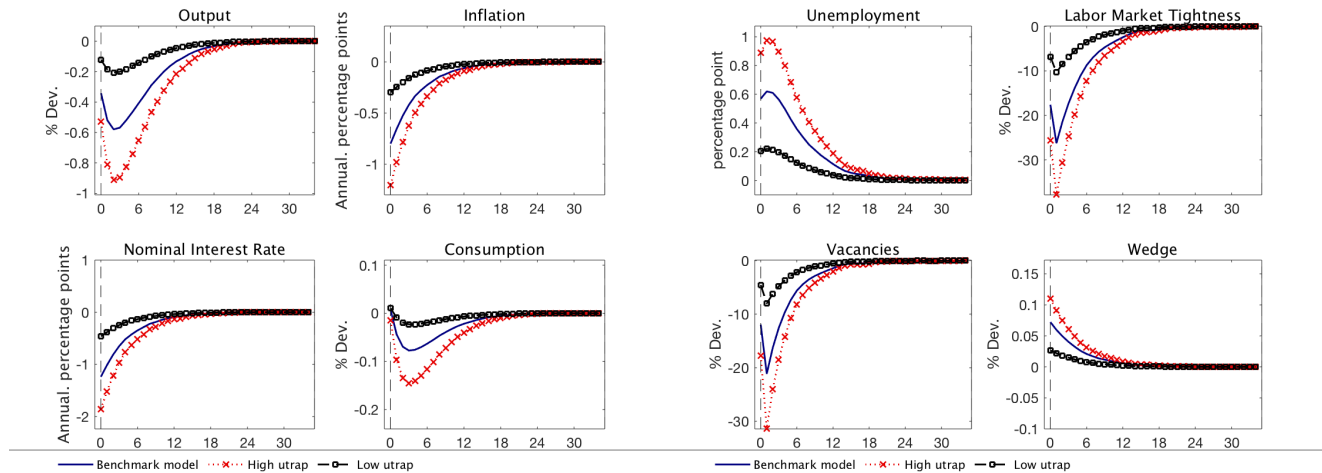 Output
Inflation
Unemployment
Labor Market Tightness
% Dev.
0
-0.2
-0.4
-0.6
-0.8
-1
0 6 12 18 24 30
Annual. percentage points
0
-0.5
-1
0 6 12 18 24 30
percentage point
1
0.8
0.6
0.4
0.2
0
0 6 12 18 24 30
% Dev.
0
-10
-20
-30
0 6 12 18 24 30
Nominal Interest Rate
Consumption
Vacancies
Wedge
Annual. percentage points
1
0
-1
-2
0 6 12 18 24 30
% Dev.
0.1
0
-0.1
-0.2
0 6 12 18 24 30
% Dev.
0
-10
-20
-30
0 6 12 18 24 30
% Dev.
0.15
0.1
0.05
0
-0.05
-0.1
0 6 12 18 24 30
Benchmark model High utrap Low utrap
Benchmark model High utrap Low utrap